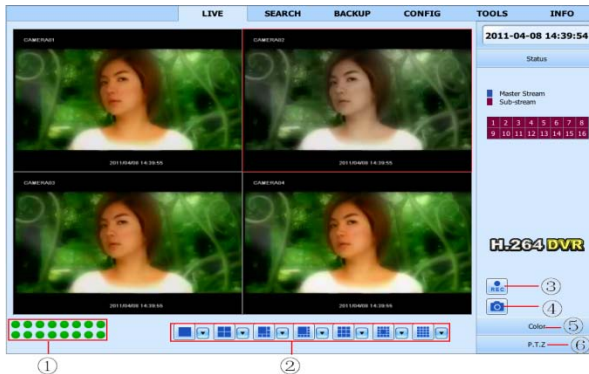 LIVE SEARCH BACKUP CONFIG TOOLS INFO
2011-04-08 14:39:54
Status
Master Stream
Sub-stream
1 2 3 4 5 6 7 8
9 10 11 12 13 14 15 16
CAMERA01
CAMERA02
2011/04/08 14:39:55
2011/04/08 14:39:55
CAMERA03
CAMERA04
2011/04/08 14:39:55
2011/04/08 14:39:55
H.264 DVR
REC
③
④
Color
⑤
P.T.Z
⑥
①
②